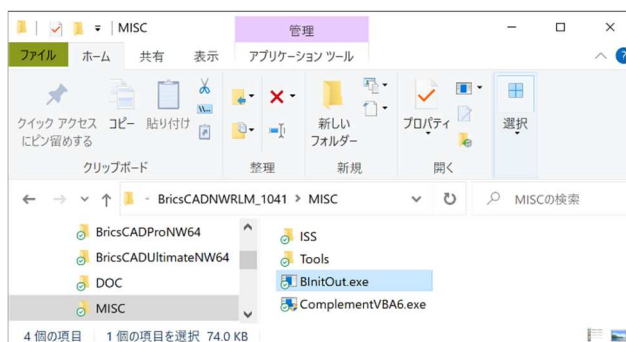 MISC
管理
ファイル ホーム 共有 表示 アプリケーション ツール
クイック アクセスにピン留めする コピー 貼り付け 新しいフォルダー プロパティ 選択
クリップボード 整理 新規 開く
BricsCADNWRLM_1041 > MISC MISCの検索
BricsCADProNW64
BricsCADUltimateNW64
DOC
MISC
ISS
Tools
BInitOut.exe
ComplementVBA6.exe
4 個の項目 1 個の項目を選択 74.0 KB